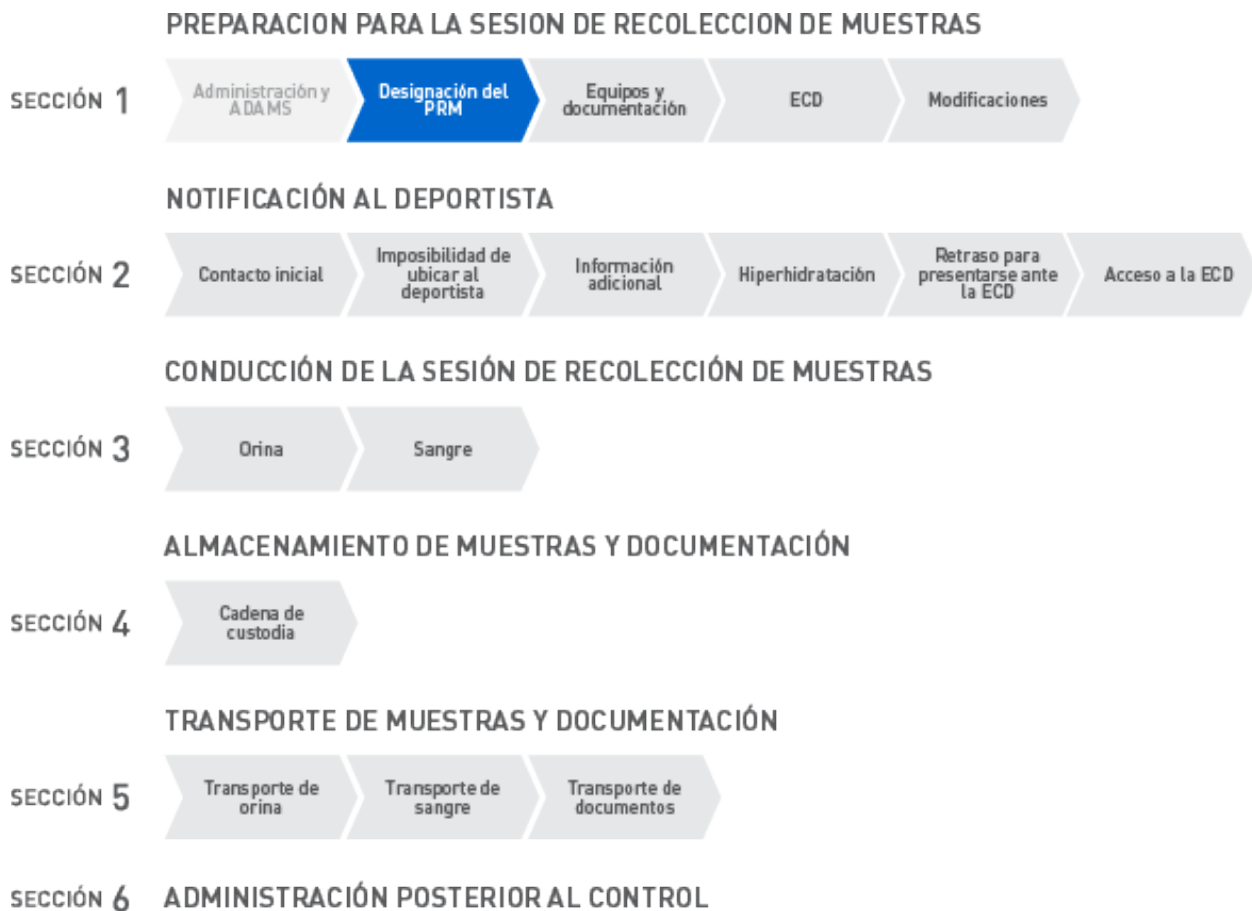 PREPARACION PARA LA SESION DE RECOLECCION DE MUESTRAS
SECCIÓN 1
Administración y
ADAMS
Designación del
PRM
Equipos y
documentación
ECD
Modificaciones
NOTIFICACIÓN AL DEPORTISTA
SECCIÓN 2
Contacto inicial
Imposibilidad de
ubicar al
deportista
Información
adicional
Hiperhidratación
Retraso para
presentarse ante
la ECD
Acceso a la ECD
CONDUCCIÓN DE LA SESIÓN DE RECOLECCIÓN DE MUESTRAS
SECCIÓN 3
Orina
Sangre
ALMACENAMIENTO DE MUESTRAS Y DOCUMENTACIÓN
SECCIÓN 4
Cadena de
custodia
TRANSPORTE DE MUESTRAS Y DOCUMENTACIÓN
SECCIÓN 5
Transporte de
orina
Transporte de
sangre
Transporte de
documentos
SECCIÓN 6 ADMINISTRACIÓN POSTERIOR AL CONTROL